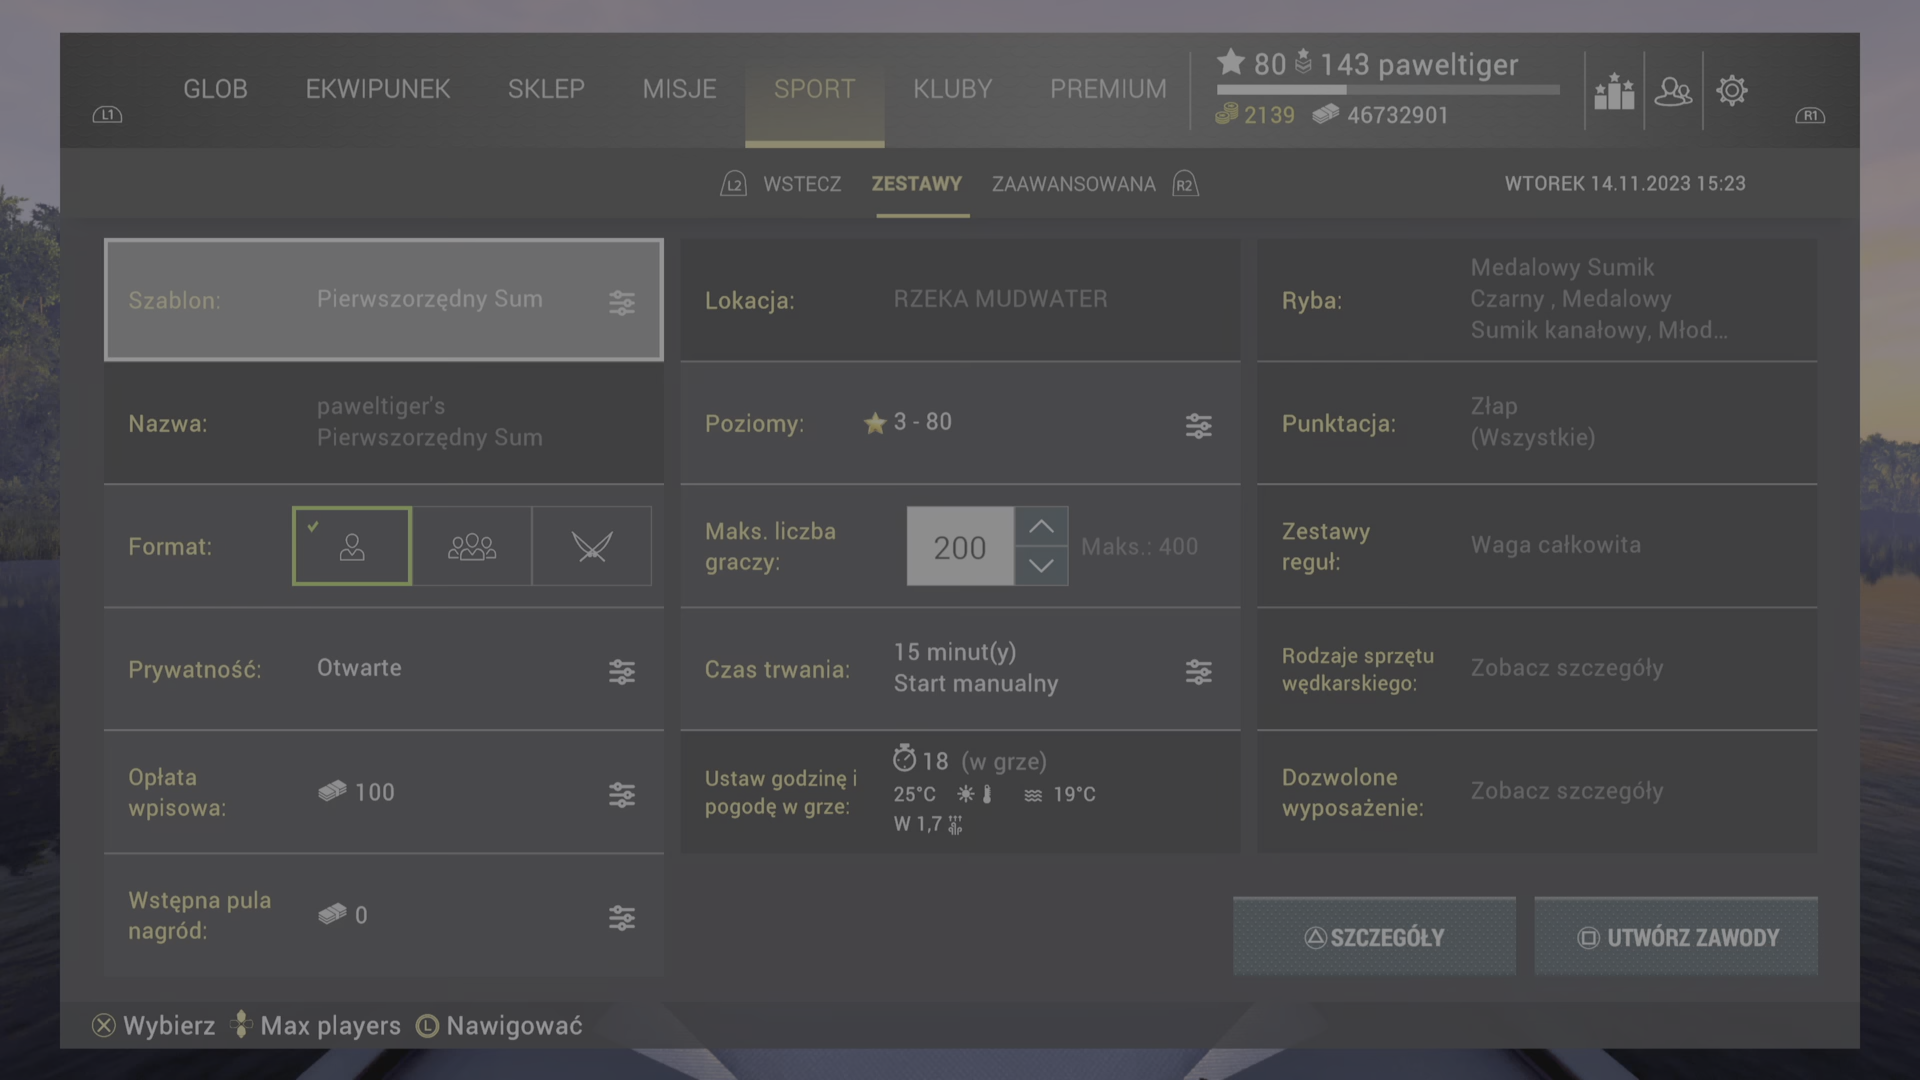 L1
GLOB
EKWIPUNEK
SKLEP
MISJE
SPORT
KLUBY
PREMIUM
80 143 paweltiger
2139 46732901
R1
L2 WSTECZ ZESTAWY ZAAWANSOWANA R2
WTOREK 14.11.2023 15:23
Szablon: Pierwszorzędny Sum
Nazwa: paweltiger's
Pierwszorzędny Sum
Format:
Prywatność: Otwarte
Opłata
wpisowa:
100
Wstępna pula
nagród:
0
Lokacja: RZEKA MUDWATER
Poziomy: 3 - 80
Maks. liczba
graczy:
200
Maks.: 400
Czas trwania: 15 minut(y)
Start manualny
Ustaw godzinę i
pogodę w grze:
18 (w grze)
25°C 19°C
W 1,7
Ryba: Medalowy Sumik
Czarny , Medalowy
Sumik kanałowy, Młod...
Punktacja: Złap
(Wszystkie)
Zestawy
reguł:
Waga całkowita
Rodzaje sprzętu
wędkarskiego:
Zobacz szczegóły
Dozwolone
wyposażenie:
Zobacz szczegóły
SZCZEGÓŁY
UTWÓRZ ZAWODY
Wybierz Max players L Nawigować